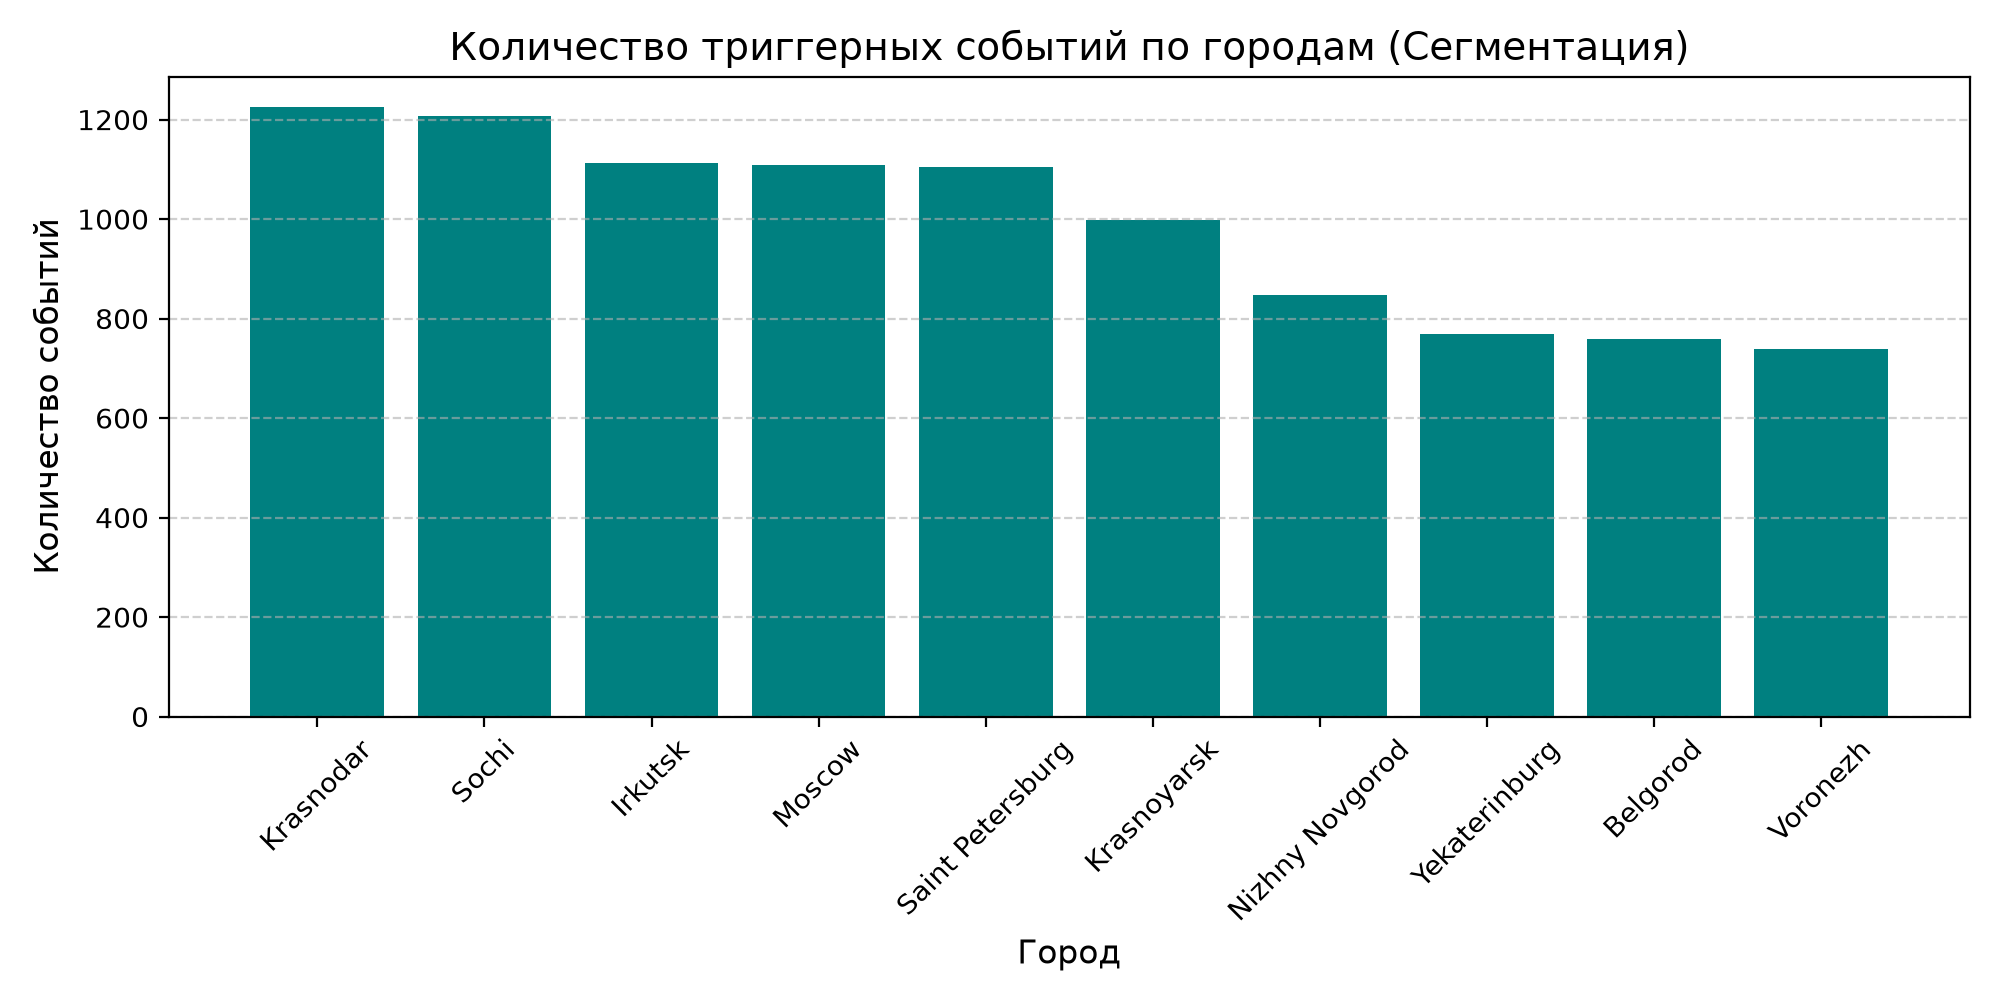 Количество триггерных событий по городам (Сегментация)
Количество событий
1200
1000
800
600
400
200
0
Krasnodar
Sochi
Irkutsk
Moscow
Saint Petersburg
Krasnoyarsk
Nizhny Novgorod
Yekaterinburg
Belgorod
Voronezh
Город